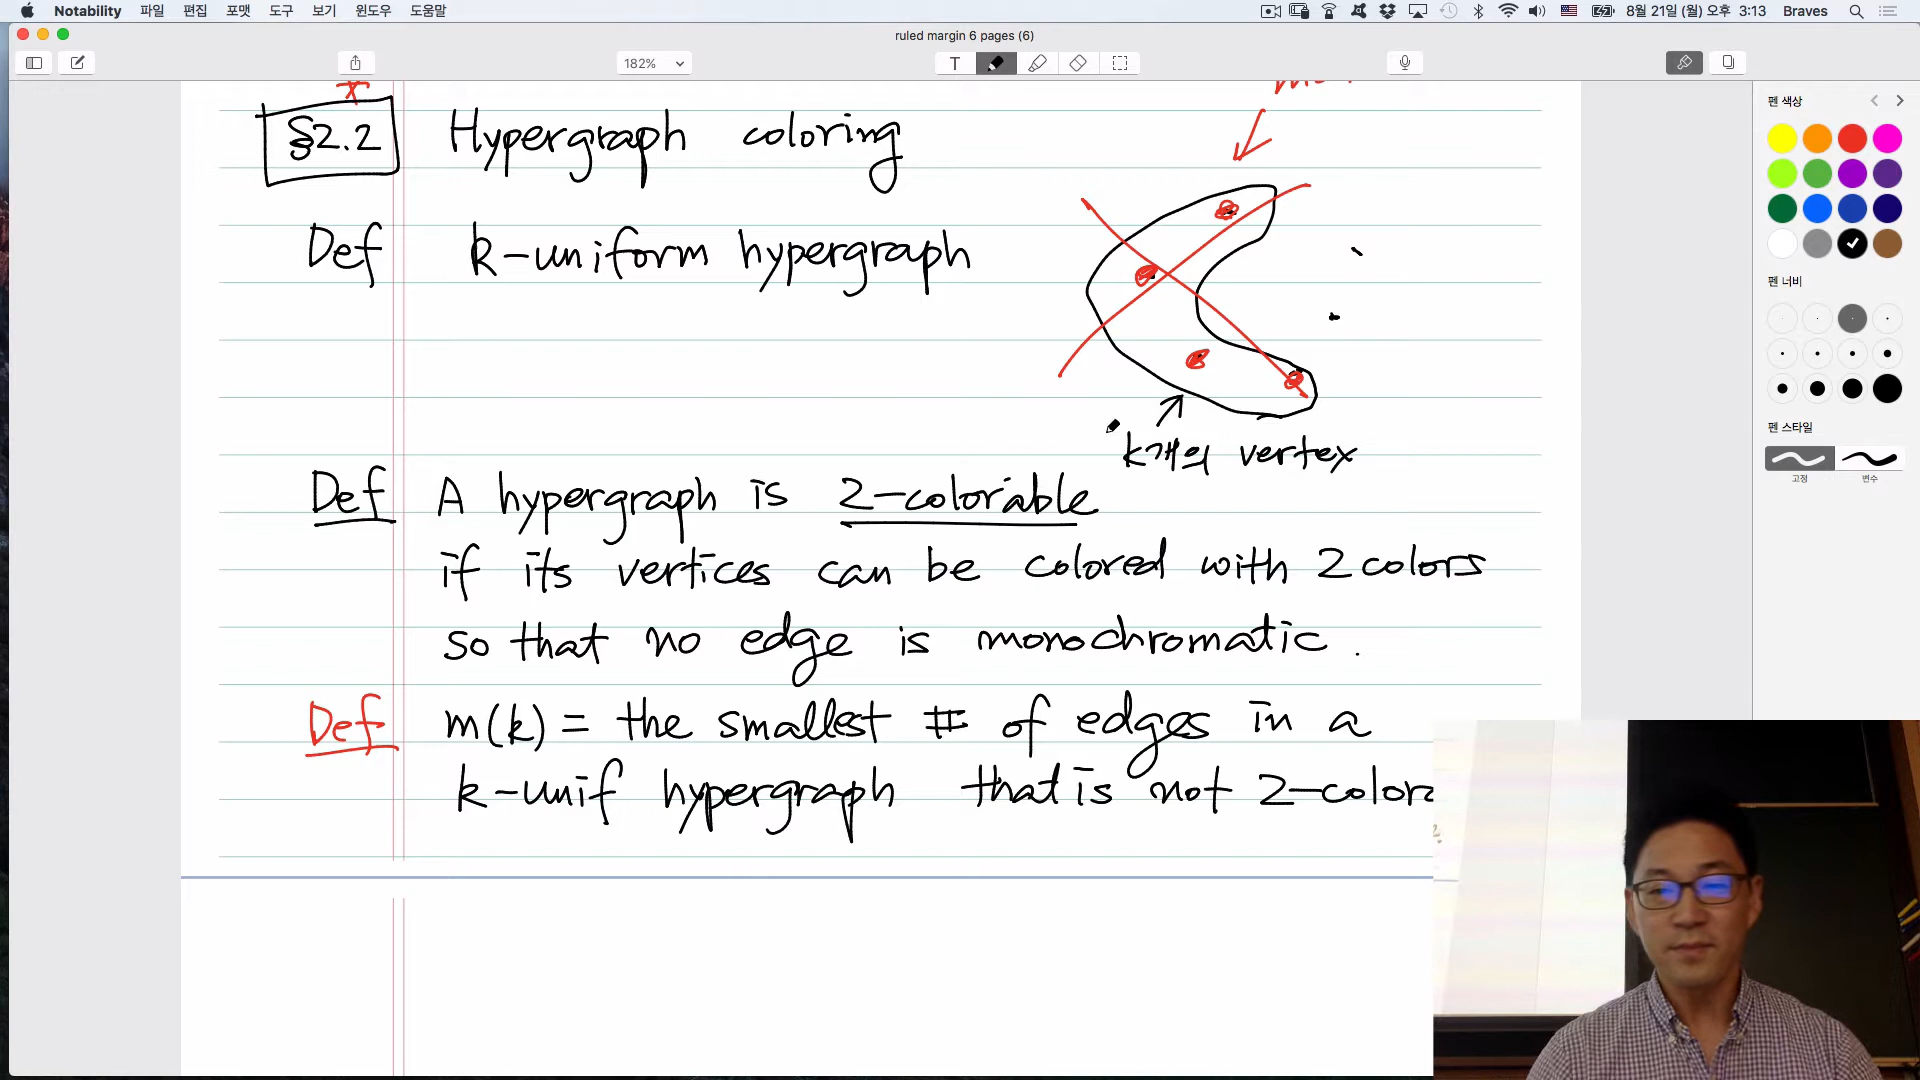 Notability 파일 편집 포맷 도구 보기 윈도우 도움말 8월 21일 (월) 오후 3:13 Braves
ruled margin 6 pages (6)
T
182%
펜 색상
§2.2 Hypergraph coloring
Def k-uniform hypergraph
펜 너비
펜 스타일
고정 변수
k개의 vertex
Def A hypergraph is 2-colorable
if its vertices can be colored with 2 colors
so that no edge is monochromatic.
Def m(k) = the smallest # of edges in a
k-unif hypergraph that is not 2-colora